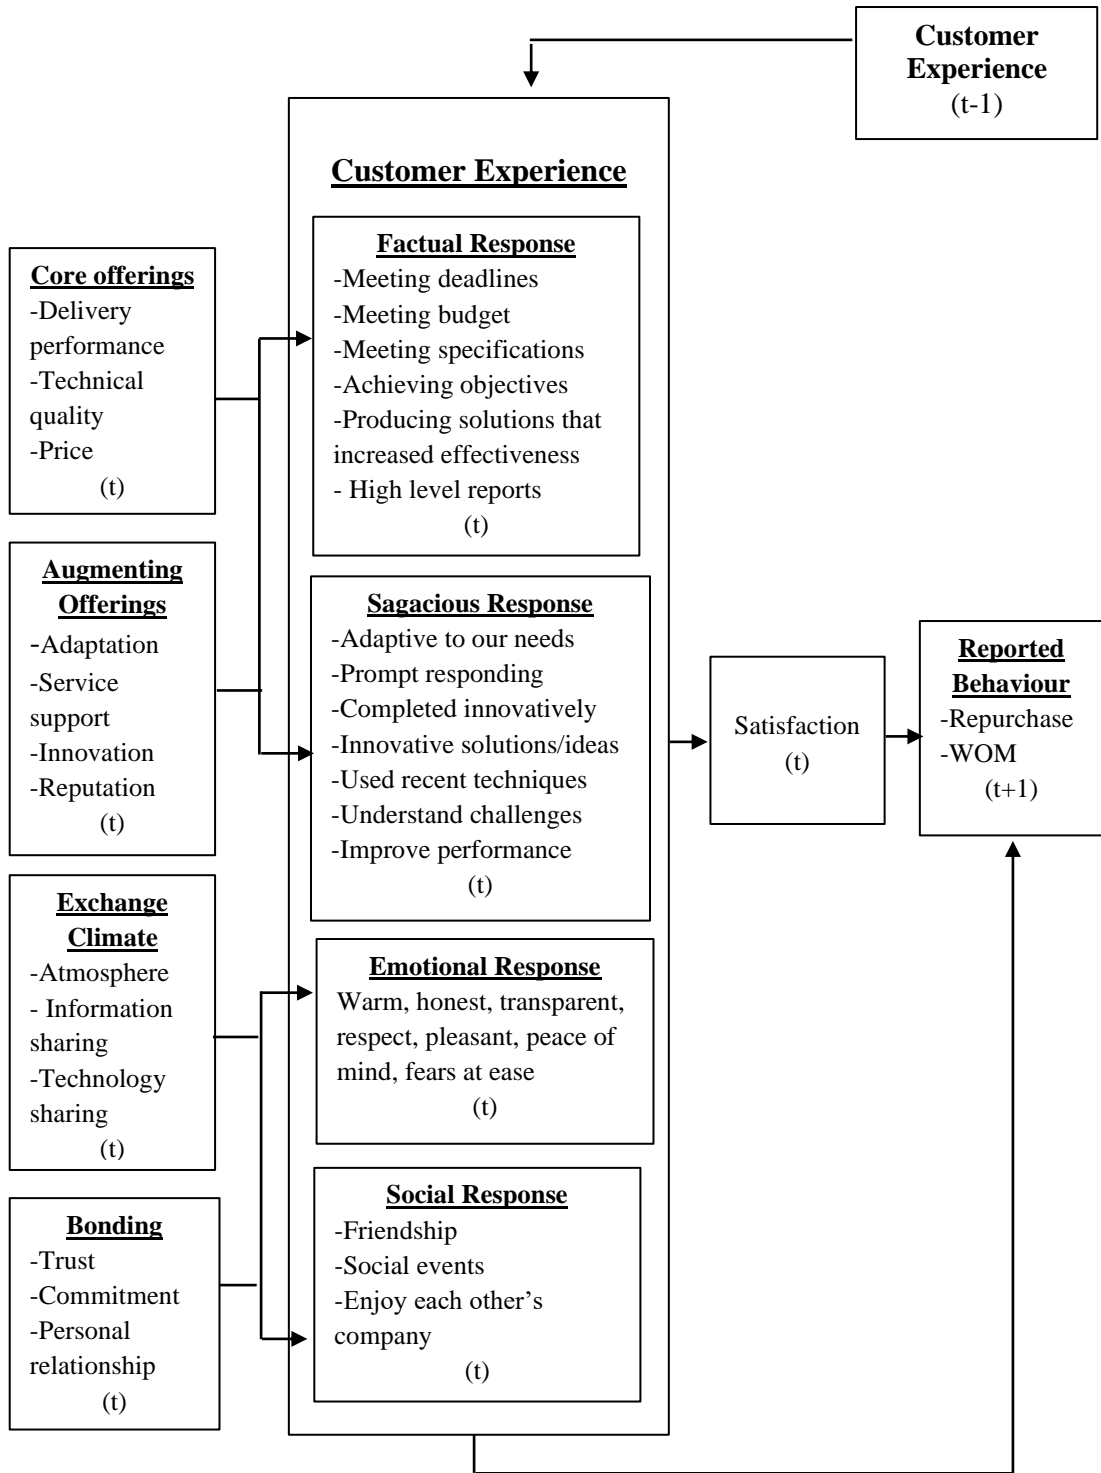 Customer
Experience
(t-1)
Customer Experience
Core offerings
-Delivery
performance
-Technical
quality
-Price
(t)
Augmenting
Offerings
-Adaptation
-Service
support
-Innovation
-Reputation
(t)
Exchange
Climate
-Atmosphere
- Information
sharing
-Technology
sharing
(t)
Bonding
-Trust
-Commitment
-Personal
relationship
(t)
Factual Response
-Meeting deadlines
-Meeting budget
-Meeting specifications
-Achieving objectives
-Producing solutions that
increased effectiveness
- High level reports
(t)
Sagacious Response
-Adaptive to our needs
-Prompt responding
-Completed innovatively
-Innovative solutions/ideas
-Used recent techniques
-Understand challenges
-Improve performance
(t)
Emotional Response
Warm, honest, transparent,
respect, pleasant, peace of
mind, fears at ease
(t)
Social Response
-Friendship
-Social events
-Enjoy each other’s
company
(t)
Satisfaction
(t)
Reported
Behaviour
-Repurchase
-WOM
(t+1)